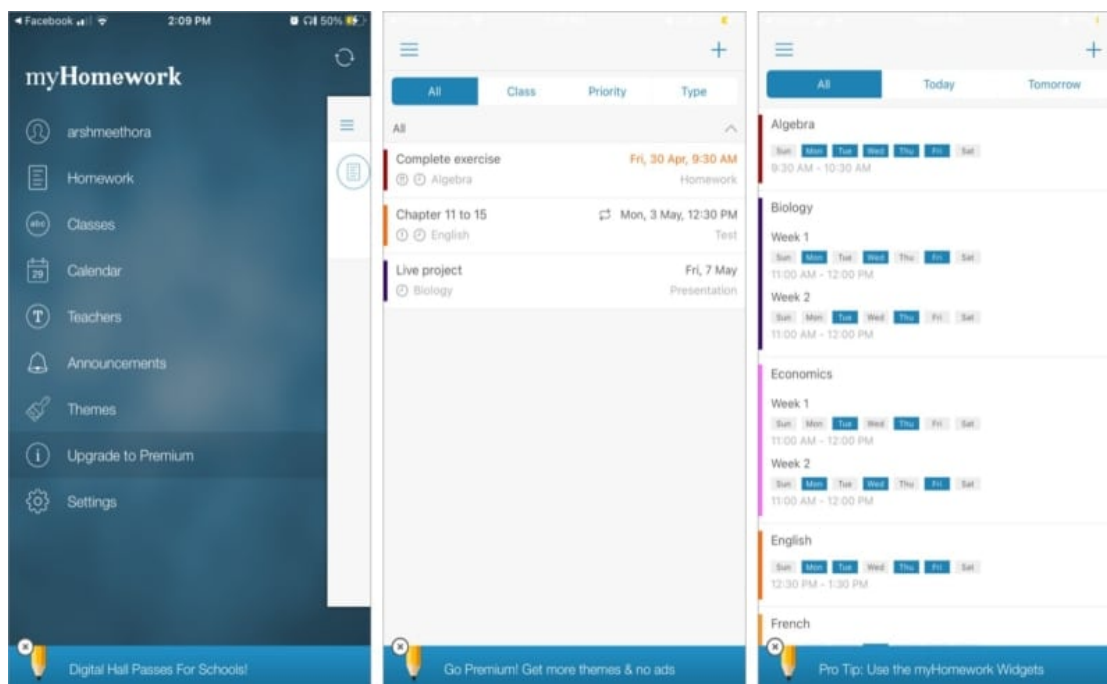 Facebook 2:09 PM 50%
myHomework
arshmeethora
Homework
abc Classes
29 Calendar
T Teachers
Announcements
Themes
i Upgrade to Premium
Settings
Digital Hall Passes For Schools!
All Class Priority Type
All
Complete exercise Fri, 30 Apr, 9:30 AM
Algebra Homework
Chapter 11 to 15 Mon, 3 May, 12:30 PM
English Test
Live project Fri, 7 May
Biology Presentation
Go Premium! Get more themes & no ads
All Today Tomorrow
Algebra
Sun Mon Tue Wed Thu Fri Sat
9:30 AM - 10:30 AM
Biology
Week 1
Sun Mon Tue Wed Thu Fri Sat
11:00 AM - 12:00 PM
Week 2
Sun Mon Tue Wed Thu Fri Sat
11:00 AM - 12:00 PM
Economics
Week 1
Sun Mon Tue Wed Thu Fri Sat
11:00 AM - 12:00 PM
Week 2
Sun Mon Tue Wed Thu Fri Sat
11:00 AM - 12:00 PM
English
Sun Mon Tue Wed Thu Fri Sat
12:30 PM - 1:30 PM
French
Pro Tip: Use the myHomework Widgets